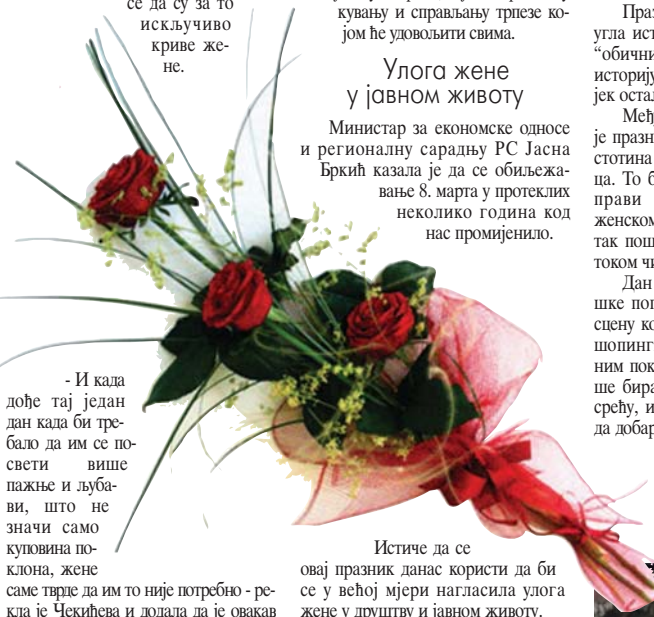 се да су за то
искључиво
криве же-
не.
- И када
дође тај један
дан када би тре-
бало да им се по-
свети више
пажње и љуба-
ви, што не
значи само
куповина по-
клона, жене
саме тврде да им то није потребно - ре-
кла је Чекићева и додала да је овакав
кувању и справљању трпезе ко-
јом ће удовољити свима.
Улога жене
у јавном животу
Министар за економске односе
и регионалну сарадњу РС Јасна
Бркић казала је да се обиљежа-
вање 8. марта у протеклих
неколико година код
нас промијенило.
Истиче да се
овај празник данас користи да би
се у већој мјери нагласила улога
жене у друштву и јавном животу.
Праз
угла ист
“обични
историју
јек оста
Међ
је празн
стотина
ца. То б
прави
женском
так пош
током чи
Дан
шке поп
сцену ко
шопинг
ним пок
ше бира
срећу, и
да добар